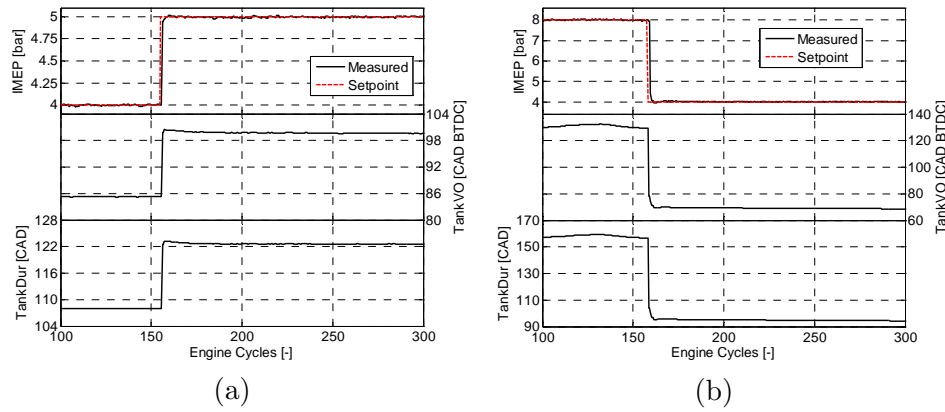 IMEP [bar]
5
4.75
4.5
4.25
4
Measured
Setpoint
TankVO [CAD BTDC]
104
98
92
86
80
TankDur [CAD]
128
122
116
110
104
100
150
200
250
300
Engine Cycles [-]
(a)
IMEP [bar]
8
7
6
5
4
Measured
Setpoint
TankVO [CAD BTDC]
140
120
100
80
60
TankDur [CAD]
170
150
130
110
90
100
150
200
250
300
Engine Cycles [-]
(b)